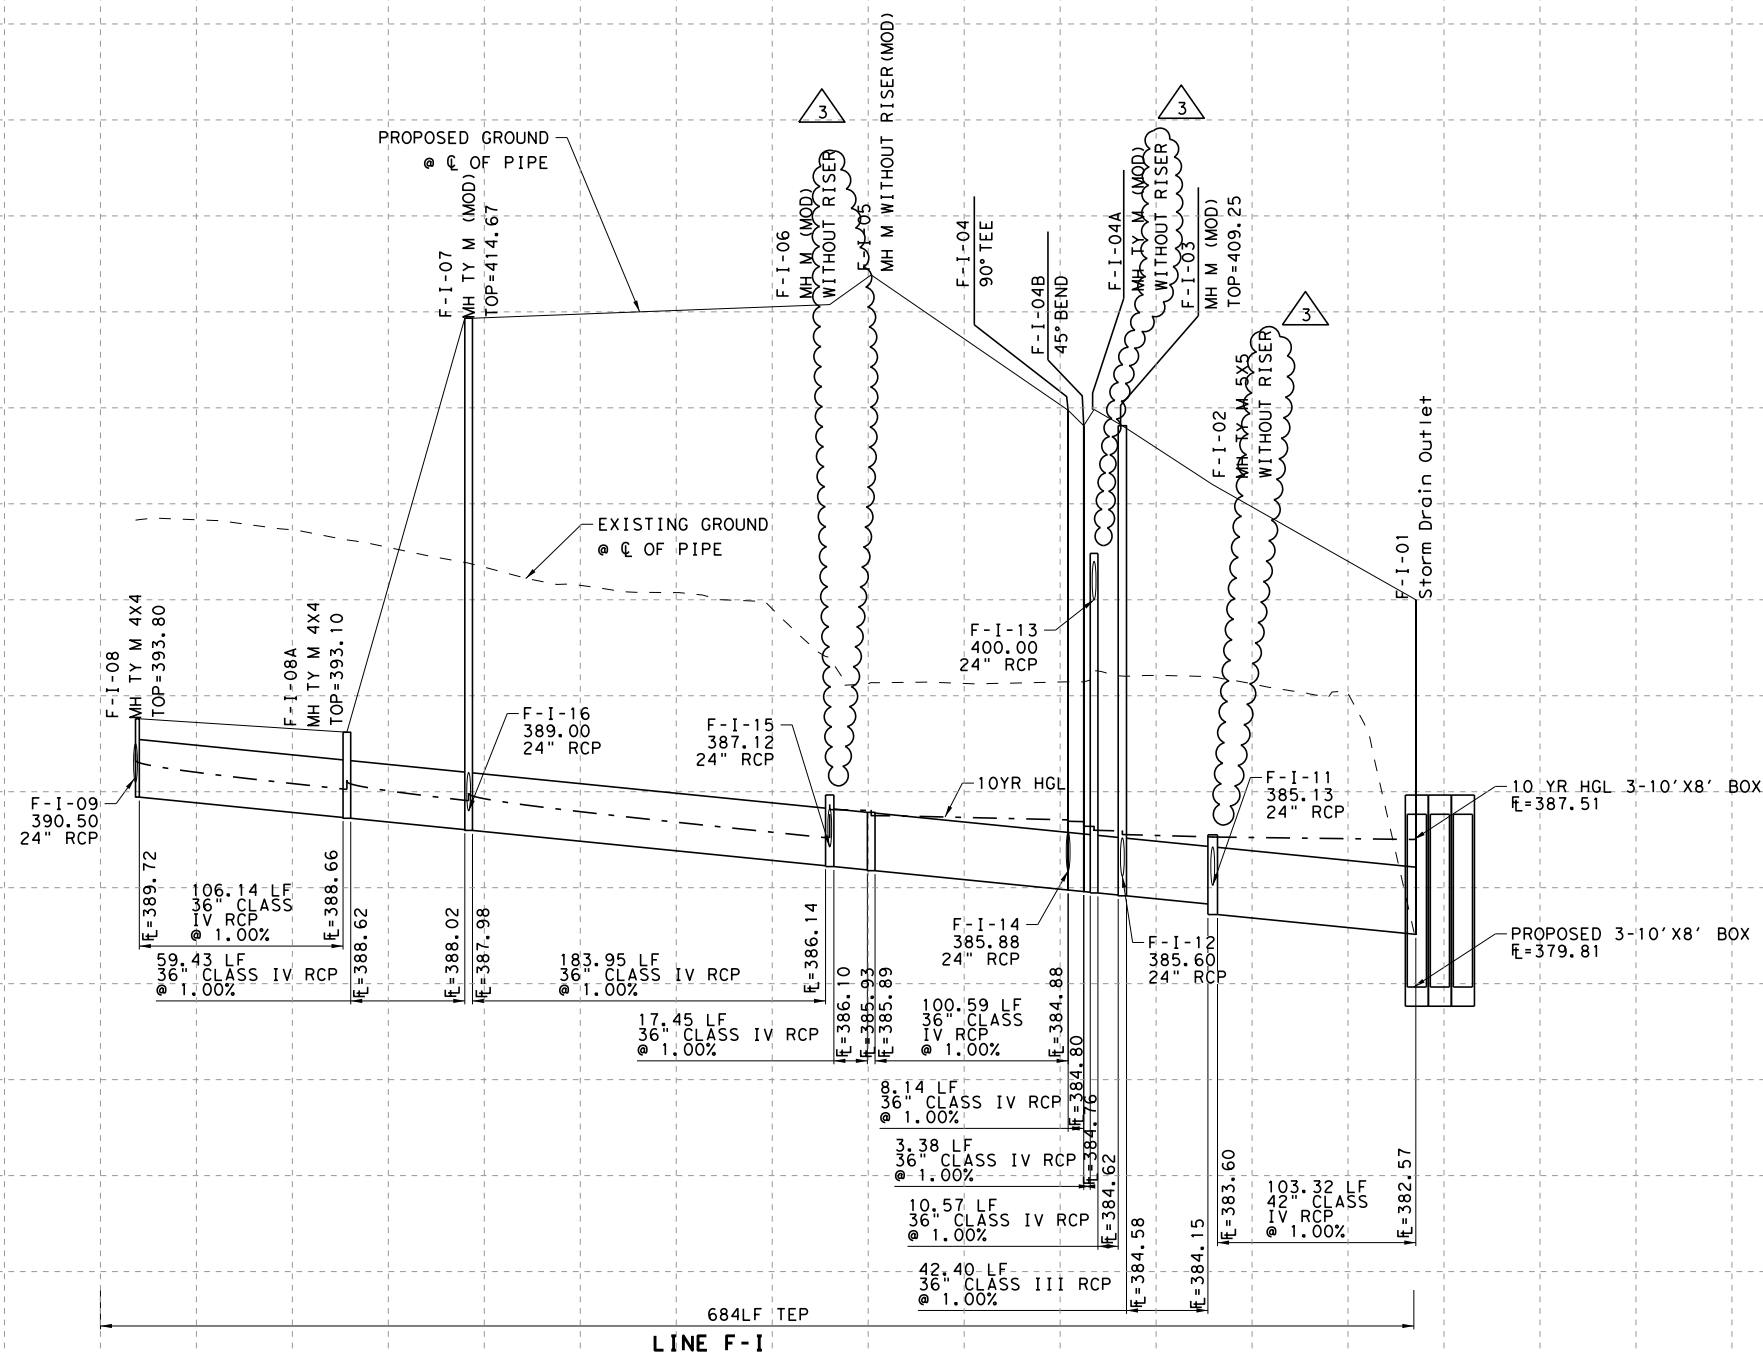 3
3
3
PROPOSED GROUND
@ ℄ OF PIPE
F-I-07
MH TY M (MOD)
TOP=414.67
F-I-06
MH M (MOD)
WITHOUT RISER
F-I-05
MH M WITHOUT RISER(MOD)
F-I-04
90° TEE
F-I-04B
45° BEND
F-I-04A
MH TY M (MOD)
WITHOUT RISER
F-I-03
MH M (MOD)
TOP=409.25
F-I-02
MH TY M 5X5
WITHOUT RISER
F-I-01
Storm Drain Outlet
EXISTING GROUND
@ ℄ OF PIPE
F-I-08
MH TY M 4X4
TOP=393.80
F-I-08A
MH TY M 4X4
TOP=393.10
F-I-13
400.00
24" RCP
F-I-16
389.00
24" RCP
F-I-15
387.12
24" RCP
10YR HGL
F-I-11
385.13
24" RCP
10 YR HGL 3-10'X8' BOX
FL=387.51
F-I-09
390.50
24" RCP
F-I-14
385.88
24" RCP
F-I-12
385.60
24" RCP
PROPOSED 3-10'X8' BOX
FL=379.81
FL=389.72
106.14 LF
36" CLASS
IV RCP
@ 1.00%
FL=388.66
FL=388.62
59.43 LF
36" CLASS IV RCP
@ 1.00%
FL=388.02
FL=387.98
183.95 LF
36" CLASS IV RCP
@ 1.00%
FL=386.14
17.45 LF
36" CLASS IV RCP
@ 1.00%
FL=386.10
FL=385.93
FL=385.89
100.59 LF
36" CLASS
IV RCP
@ 1.00%
FL=384.88
8.14 LF
36" CLASS IV RCP
@ 1.00%
FL=384.80
3.38 LF
36" CLASS IV RCP
@ 1.00%
FL=384.76
10.57 LF
36" CLASS IV RCP
@ 1.00%
FL=384.62
42.40 LF
36" CLASS III RCP
@ 1.00%
FL=384.58
FL=384.15
FL=383.60
103.32 LF
42" CLASS
IV RCP
@ 1.00%
FL=382.57
684LF TEP
LINE F-I